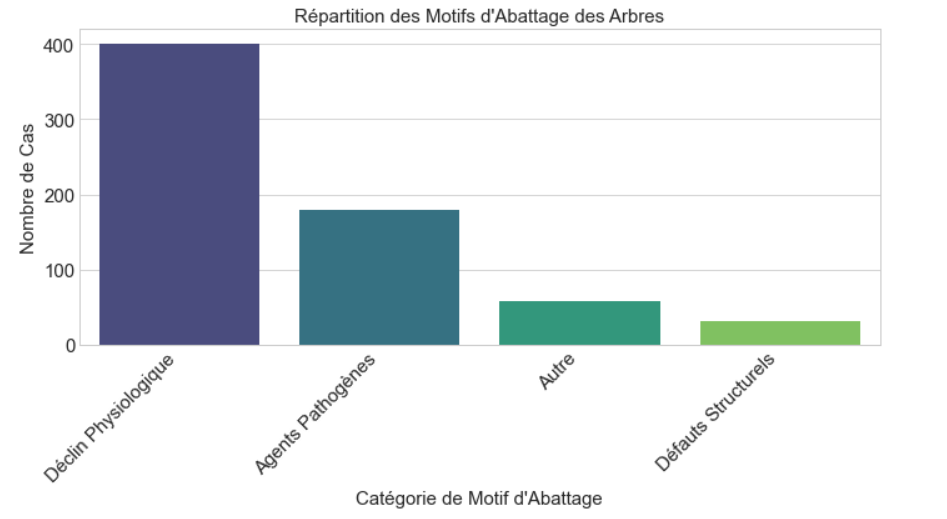 Répartition des Motifs d'Abattage des Arbres
400
300
200
100
0
Nombre de Cas
Déclin Physiologique
Agents Pathogènes
Autre
Défauts Structurels
Catégorie de Motif d'Abattage